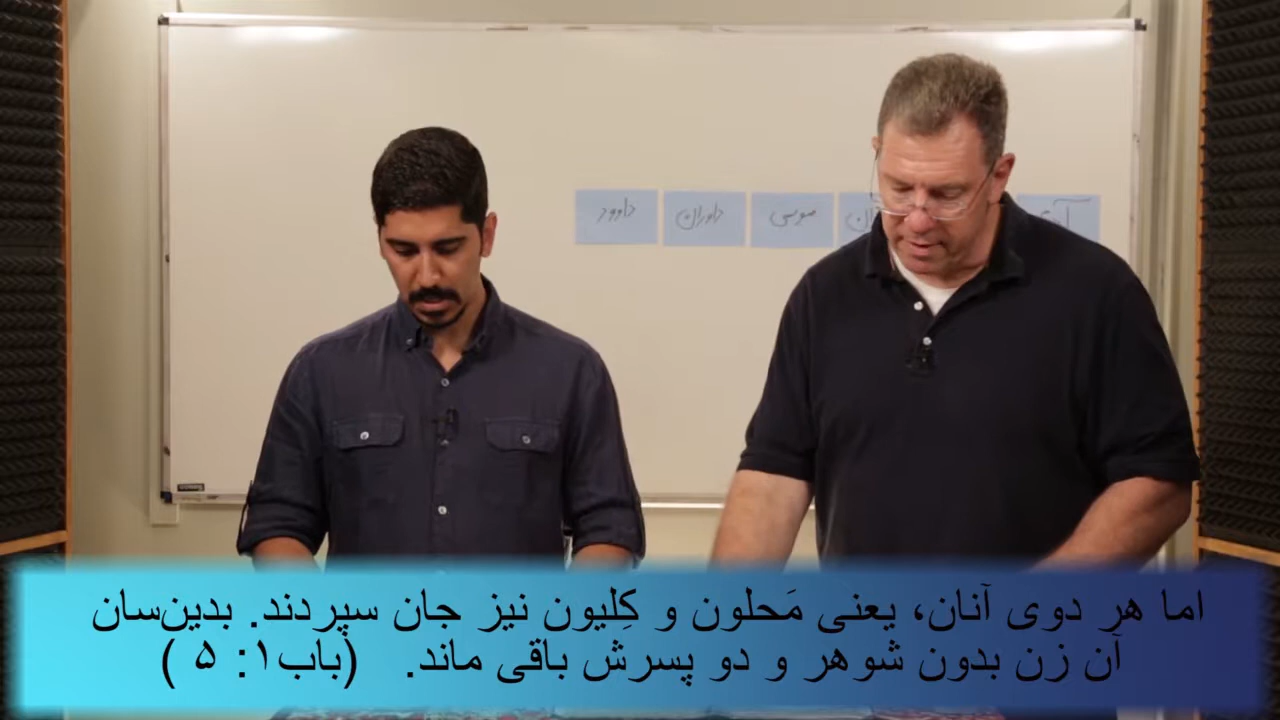 داوود
داوران
موسی
اما هر دوی آنان، یعنی مَحلون و کِلیون نیز جان سپردند. بدین‌سان
آن زن بدون شوهر و دو پسرش باقی ماند. (باب۱: ۵ )